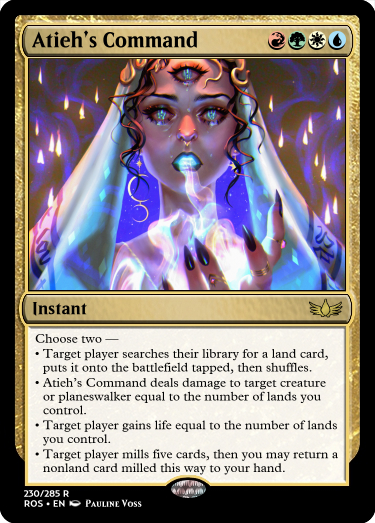 Atieh's Command
Instant
Choose two —
• Target player searches their library for a land card,
puts it onto the battlefield tapped, then shuffles.
• Atieh's Command deals damage to target creature
or planeswalker equal to the number of lands you
control.
• Target player gains life equal to the number of lands
you control.
• Target player mills five cards, then you may return a
nonland card milled this way to your hand.
230/285 R
ROS • EN Pauline Voss